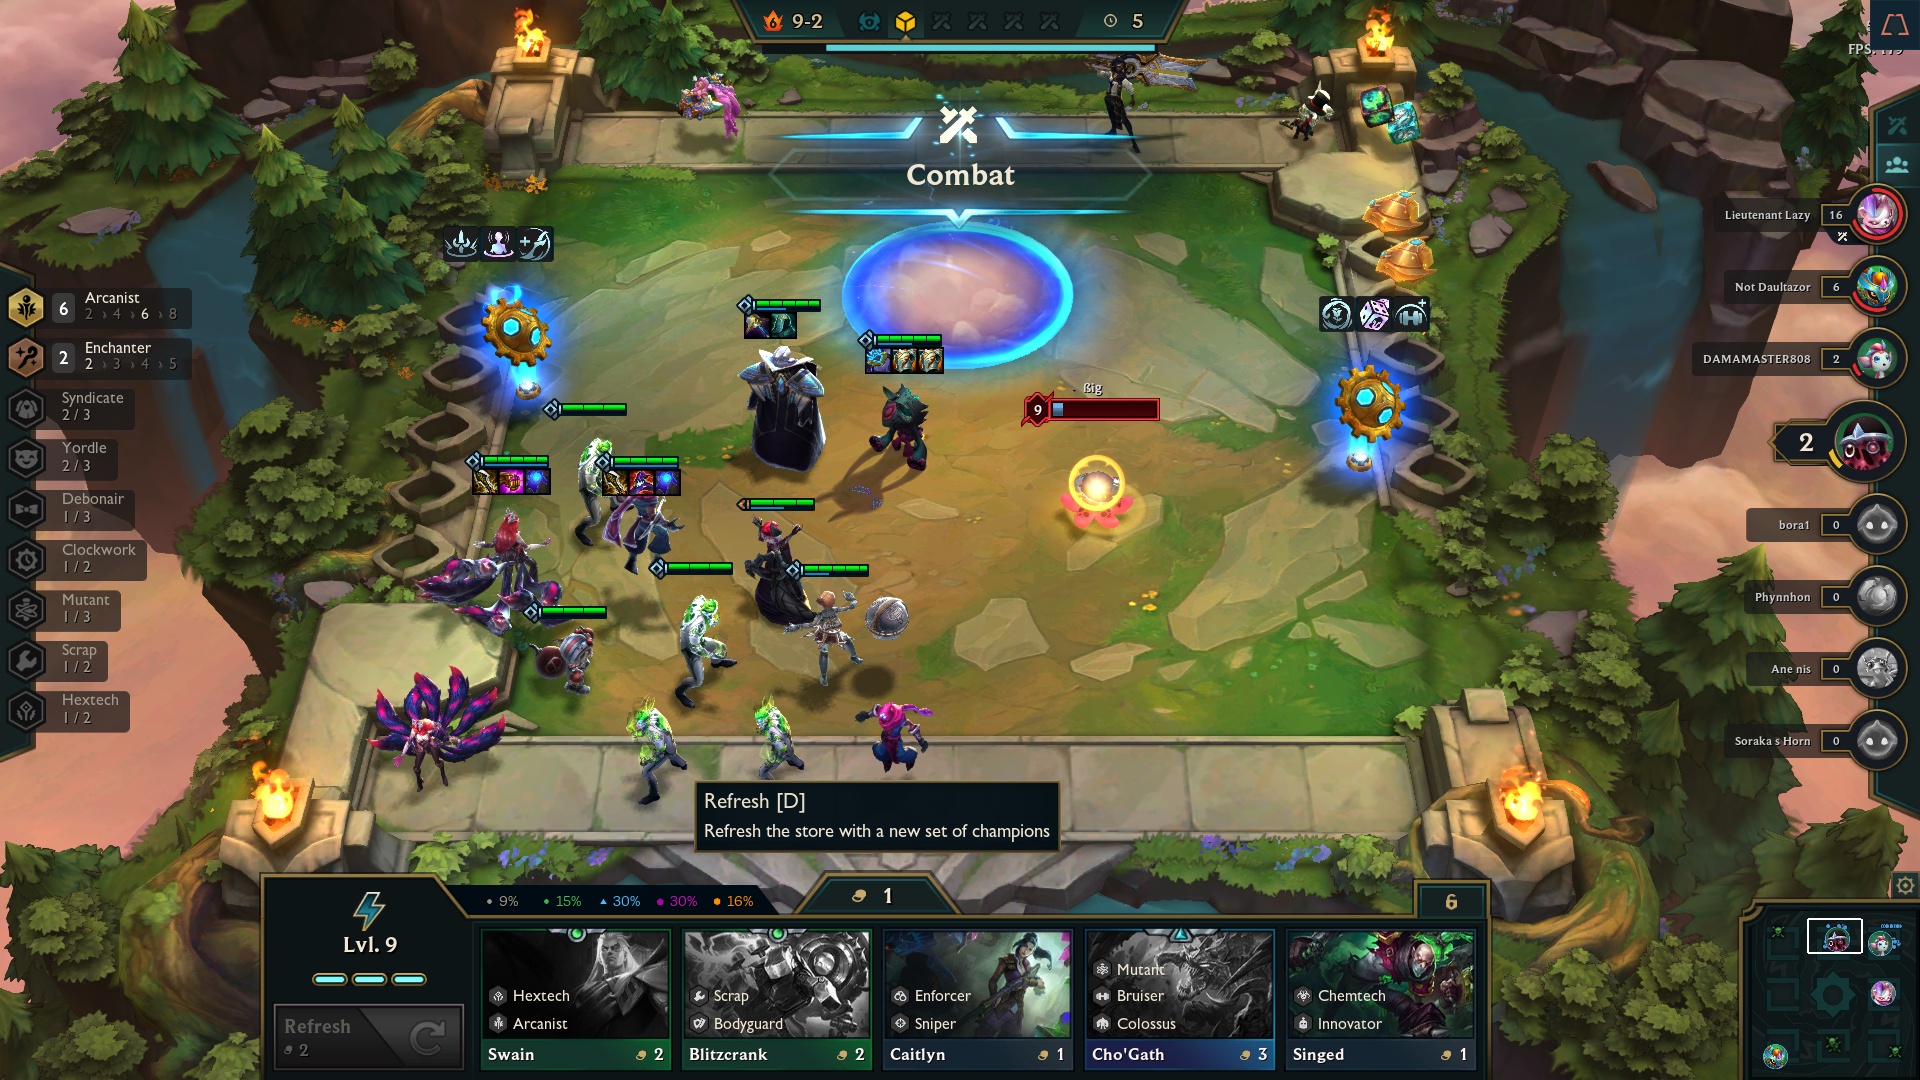 9-2
5
FPS: 119
Combat
Lieutenant Lazy
16
Not Daultazor
6
DAMAMASTER808
2
2
bora1
0
Phynnhon
0
Ane nis
0
Soraka s Horn
0
6
Arcanist
2 › 4 › 6 › 8
2
Enchanter
2 › 3 › 4 › 5
Syndicate
2 / 3
Yordle
2 / 3
Debonair
1 / 3
Clockwork
1 / 2
Mutant
1 / 3
Scrap
1 / 2
Hextech
1 / 2
9
Refresh [D]
Refresh the store with a new set of champions
Lvl. 9
9%
15%
30%
30%
16%
1
6
Refresh
2
Hextech
Arcanist
Swain
2
Scrap
Bodyguard
Blitzcrank
2
Enforcer
Sniper
Caitlyn
1
Mutant
Bruiser
Colossus
Cho'Gath
3
Chemtech
Innovator
Singed
1